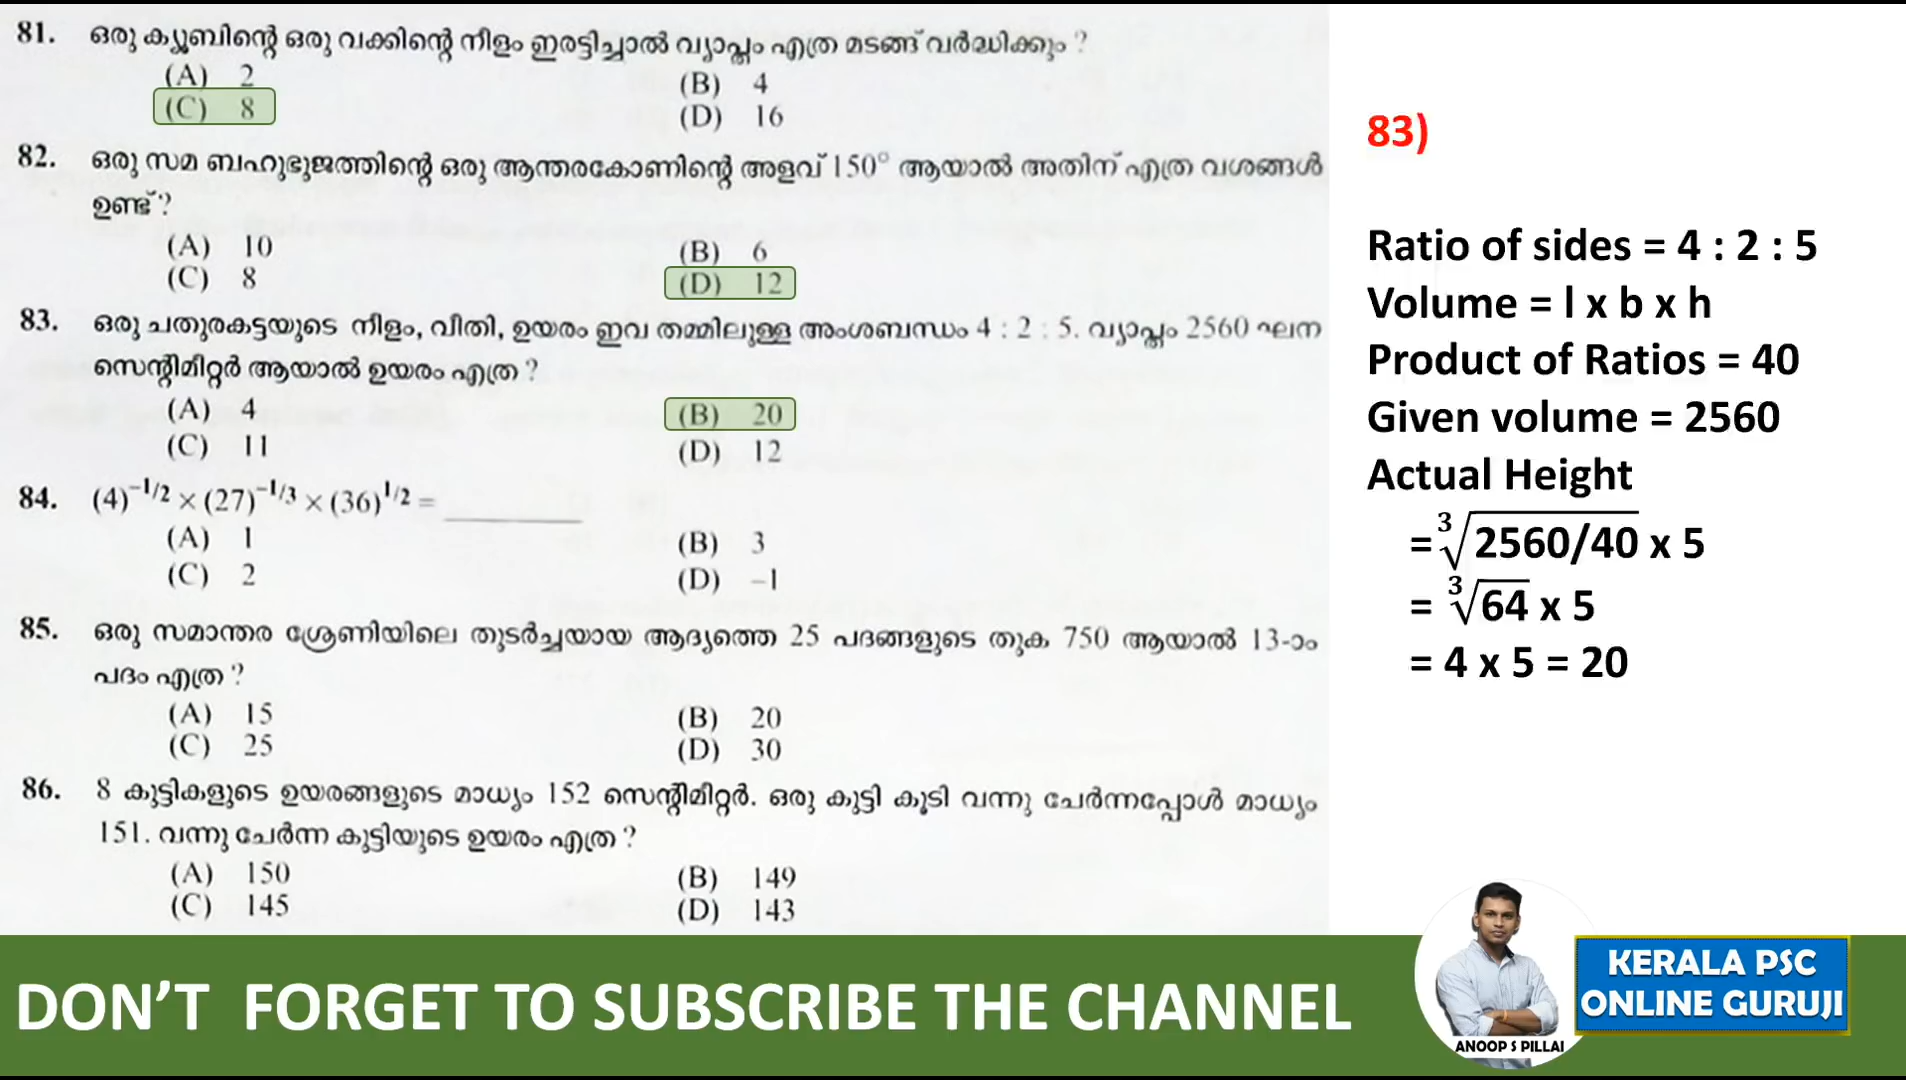 81. ഒരു ക്യൂബിന്റെ ഒരു വക്കിന്റെ നീളം ഇരട്ടിച്ചാൽ വ്യാപ്തം എത്ര മടങ്ങ് വർദ്ധിക്കും ?
(A) 2 (B) 4
(C) 8 (D) 16
82. ഒരു സമ ബഹുഭുജത്തിന്റെ ഒരു ആന്തരകോണിന്റെ അളവ് 150° ആയാൽ അതിന് എത്ര വശങ്ങൾ
ഉണ്ട് ?
(A) 10 (B) 6
(C) 8 (D) 12
83. ഒരു ചതുരകട്ടയുടെ നീളം, വീതി, ഉയരം ഇവ തമ്മിലുള്ള അംശബന്ധം 4 : 2 : 5. വ്യാപ്തം 2560 ഘന
സെന്റിമീറ്റർ ആയാൽ ഉയരം എത്ര ?
(A) 4 (B) 20
(C) 11 (D) 12
84. (4)^{-1/2} × (27)^{-1/3} × (36)^{1/2} = ________
(A) 1 (B) 3
(C) 2 (D) –1
85. ഒരു സമാന്തര ശ്രേണിയിലെ തുടർച്ചയായ ആദ്യത്തെ 25 പദങ്ങളുടെ തുക 750 ആയാൽ 13-ാം
പദം എത്ര ?
(A) 15 (B) 20
(C) 25 (D) 30
86. 8 കുട്ടികളുടെ ഉയരങ്ങളുടെ മാധ്യം 152 സെന്റിമീറ്റർ. ഒരു കുട്ടി കൂടി വന്നു ചേർന്നപ്പോൾ മാധ്യം
151. വന്നു ചേർന്ന കുട്ടിയുടെ ഉയരം എത്ര ?
(A) 150 (B) 149
(C) 145 (D) 143
83)
Ratio of sides = 4 : 2 : 5
Volume = l x b x h
Product of Ratios = 40
Given volume = 2560
Actual Height
= ∛2560/40 x 5
= ∛64 x 5
= 4 x 5 = 20
DON’T FORGET TO SUBSCRIBE THE CHANNEL
ANOOP S PILLAI
KERALA PSC
ONLINE GURUJI